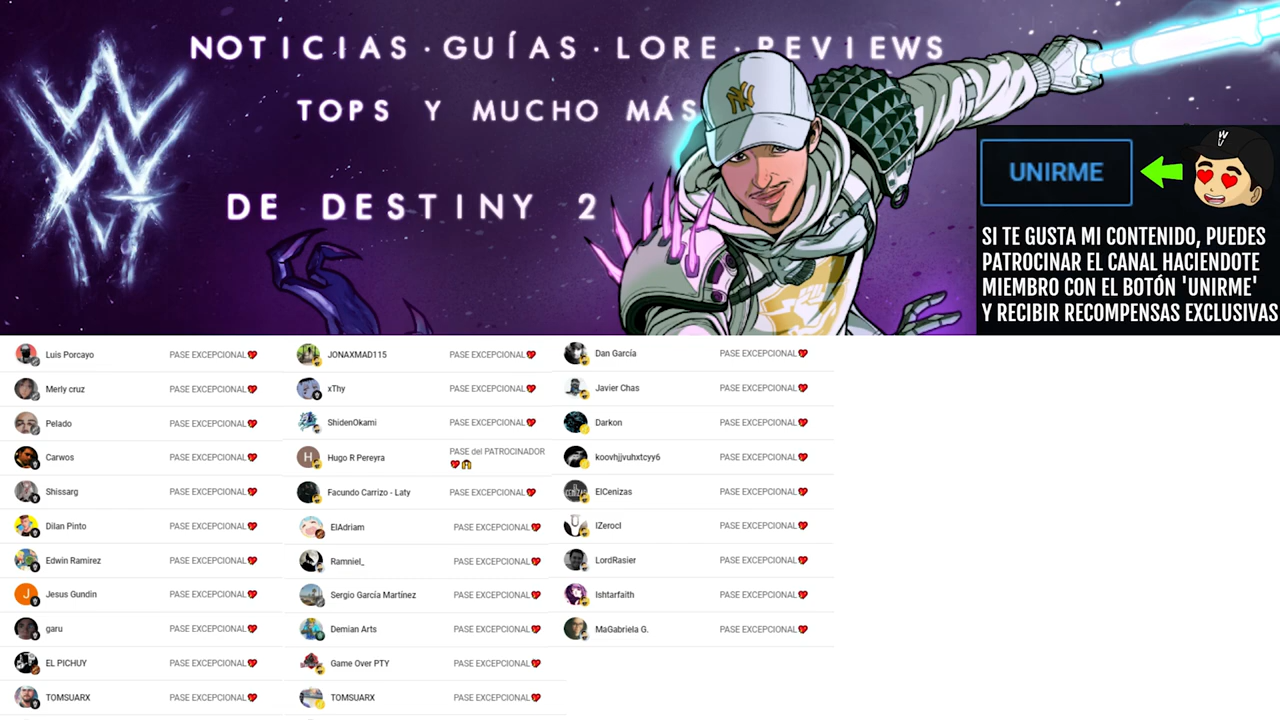 NOTICIAS · GUÍAS · LORE · REVIEWS
TOPS Y MUCHO MÁS
DE DESTINY 2
UNIRME
SI TE GUSTA MI CONTENIDO, PUEDES
PATROCINAR EL CANAL HACIENDOTE
MIEMBRO CON EL BOTÓN 'UNIRME'
Y RECIBIR RECOMPENSAS EXCLUSIVAS
Luis Porcayo PASE EXCEPCIONAL
Merly cruz PASE EXCEPCIONAL
Pelado PASE EXCEPCIONAL
Carwos PASE EXCEPCIONAL
Shissarg PASE EXCEPCIONAL
Dilan Pinto PASE EXCEPCIONAL
Edwin Ramirez PASE EXCEPCIONAL
J Jesus Gundin PASE EXCEPCIONAL
garu PASE EXCEPCIONAL
EL PICHUY PASE EXCEPCIONAL
TOMSUARX PASE EXCEPCIONAL
JONAXMAD115 PASE EXCEPCIONAL
xThy PASE EXCEPCIONAL
ShidenOkami PASE EXCEPCIONAL
H Hugo R Pereyra PASE del PATROCINADOR
Facundo Carrizo - Laty PASE EXCEPCIONAL
ElAdriam PASE EXCEPCIONAL
Ramniel_ PASE EXCEPCIONAL
Sergio García Martínez PASE EXCEPCIONAL
Demian Arts PASE EXCEPCIONAL
Game Over PTY PASE EXCEPCIONAL
TOMSUARX PASE EXCEPCIONAL
Dan García PASE EXCEPCIONAL
Javier Chas PASE EXCEPCIONAL
Darkon PASE EXCEPCIONAL
koovhjjvuhxtcyy6 PASE EXCEPCIONAL
ElCenizas PASE EXCEPCIONAL
IZerocI PASE EXCEPCIONAL
LordRasier PASE EXCEPCIONAL
Ishtarfaith PASE EXCEPCIONAL
MaGabriela G. PASE EXCEPCIONAL